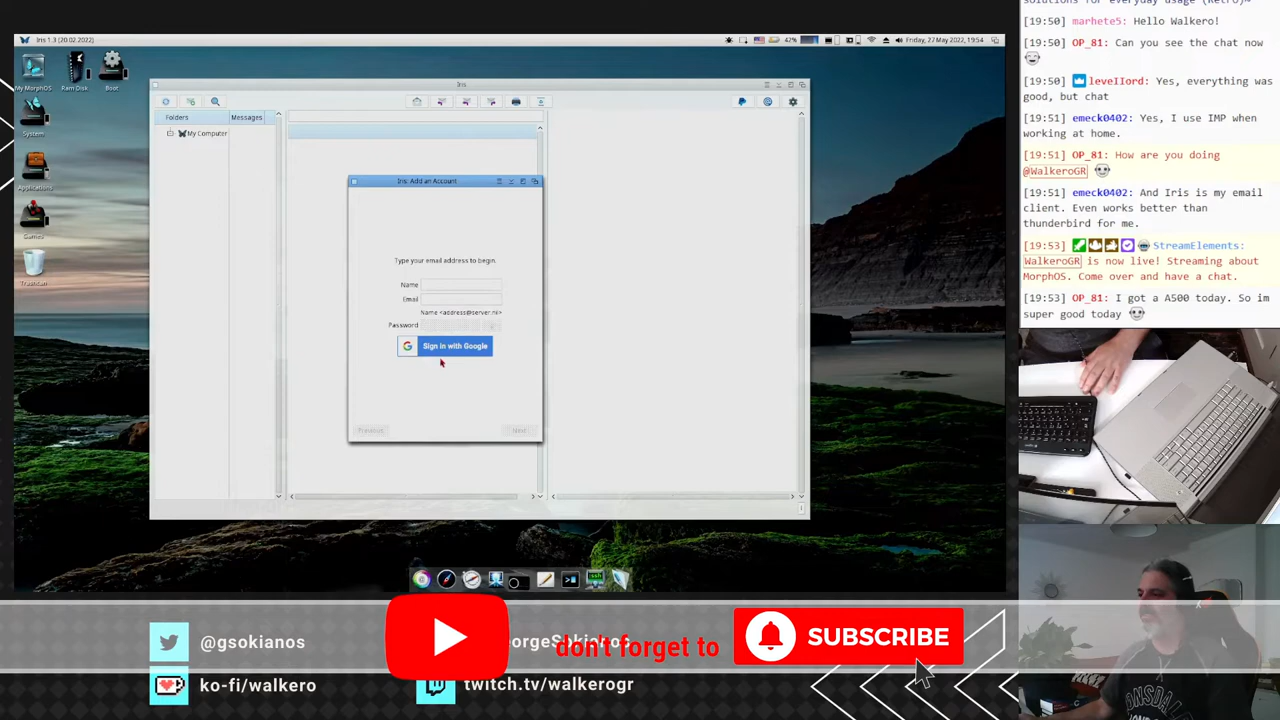 Iris 1.3 (20.02 2022)
42%
Friday, 27 May 2022, 19:54
My MorphOS
Ram Disk
Boot
System
Applications
Games
Trashcan
Iris
Folders
Messages
My Computer
Iris: Add an Account
Type your email address to begin.
Name
Email
Name <address@server.nil>
Password
G Sign in with Google
Previous
Next
ssh
solutions for everyday usage (Retro)~
[19:50] marhete5: Hello Walkero!
[19:50] OP_81: Can you see the chat now
[19:50] leveIIord: Yes, everything was
good, but chat
[19:51] emeck0402: Yes, I use IMP when
working at home.
[19:51] OP_81: How are you doing
@WalkeroGR
[19:51] emeck0402: And Iris is my email
client. Even works better than
thunderbird for me.
[19:53] StreamElements:
WalkeroGR is now live! Streaming about
MorphOS. Come over and have a chat.
[19:53] OP_81: I got a A500 today. So im
super good today
@gsokianos
don't forget to
SUBSCRIBE
ko-fi/walkero
twitch.tv/walkerogr